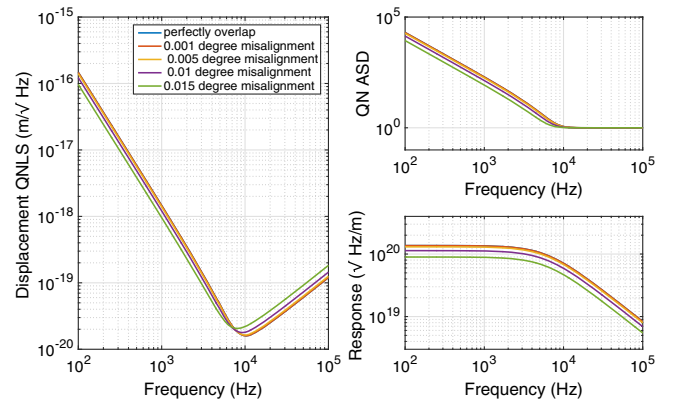 Displacement QNLS (m/√ Hz)
10^-15
10^-16
10^-17
10^-18
10^-19
10^-20
10^2
10^3
10^4
10^5
Frequency (Hz)
perfectly overlap
0.001 degree misalignment
0.005 degree misalignment
0.01 degree misalignment
0.015 degree misalignment
QN ASD
10^5
10^0
10^2
10^3
10^4
10^5
Frequency (Hz)
Response (√ Hz/m)
10^20
10^19
10^2
10^3
10^4
10^5
Frequency (Hz)